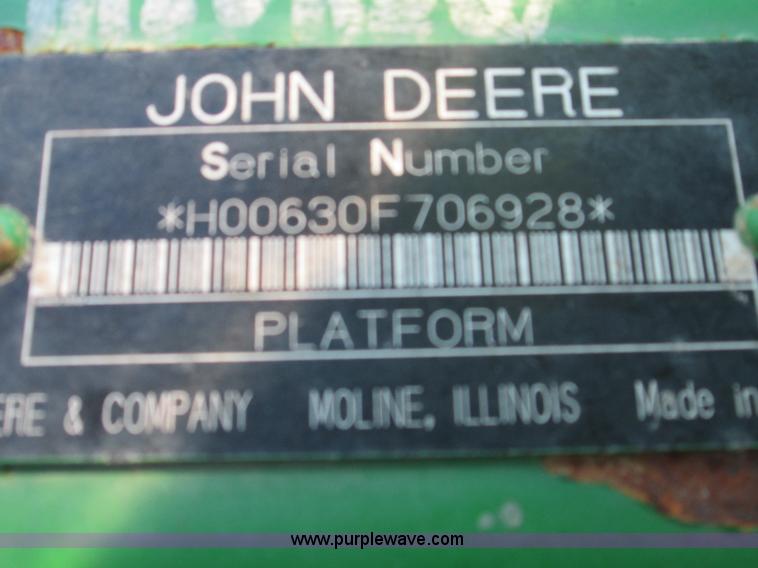 JOHN DEERE
Serial Number
*H00630F706928*
PLATFORM
ERE & COMPANY MOLINE, ILLINOIS Made in
www.purplewave.com